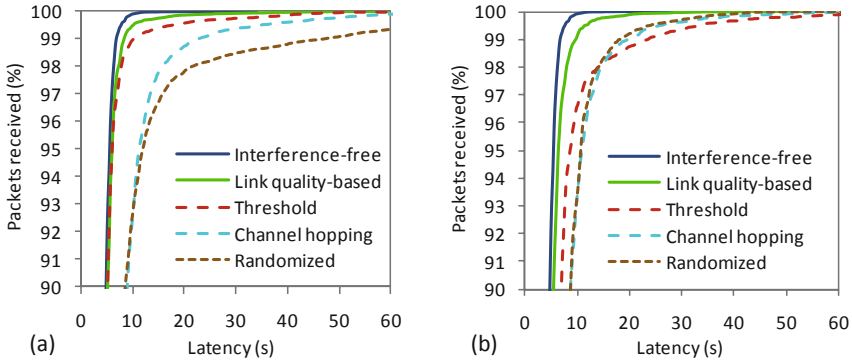 Packets received (%)
100
99
98
97
96
95
94
93
92
91
90
Interference-free
Link quality-based
Threshold
Channel hopping
Randomized
0 10 20 30 40 50 60
(a)
Latency (s)
Packets received (%)
100
99
98
97
96
95
94
93
92
91
90
Interference-free
Link quality-based
Threshold
Channel hopping
Randomized
0 10 20 30 40 50 60
(b)
Latency (s)